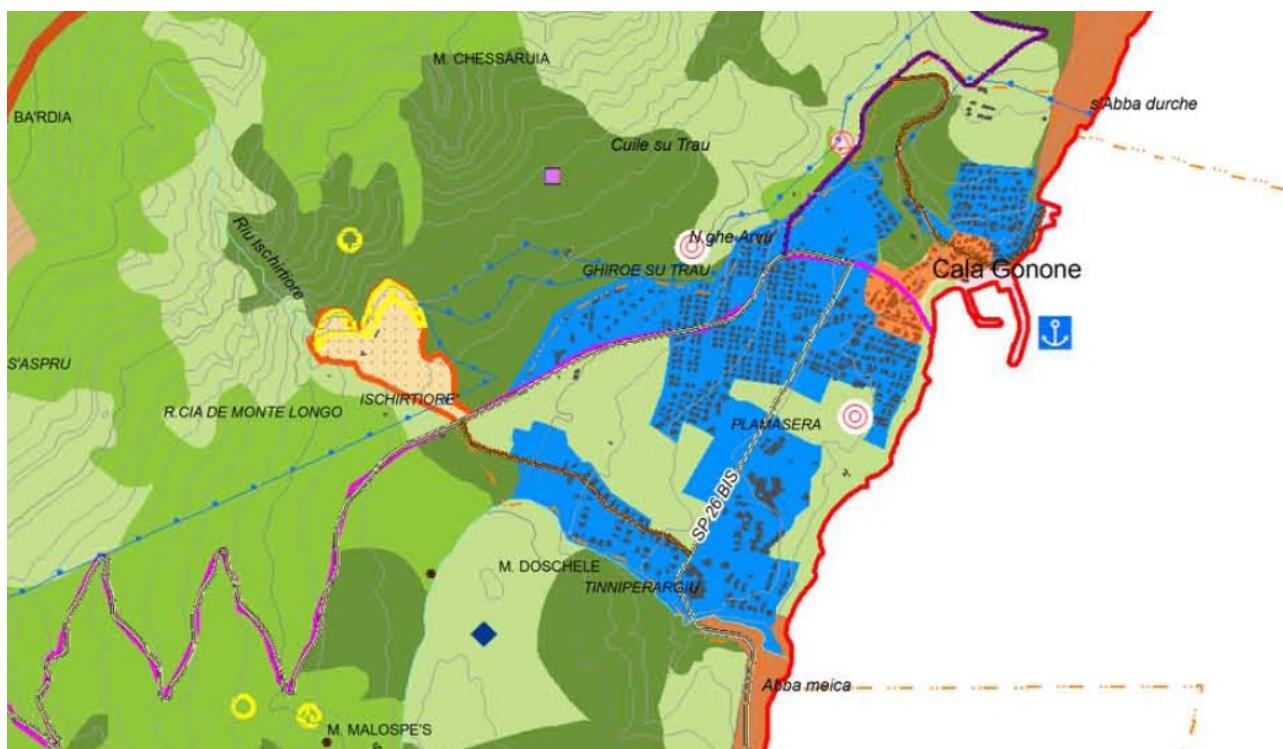 M. CHESSARUIA
s'Abba durche
BA'RDIA
Cuile su Trau
Riu Ischirtiore
N.ghe Arvu
GHIROE SU TRAU
Cala Gonone
S'ASPRU
ISCHIRTIORE'
R.CIA DE MONTE LONGO
PLAMASERA
SP 26 BIS
M. DOSCHELE
TINNIPERARGIU
Abba meica
M. MALOSPE'S